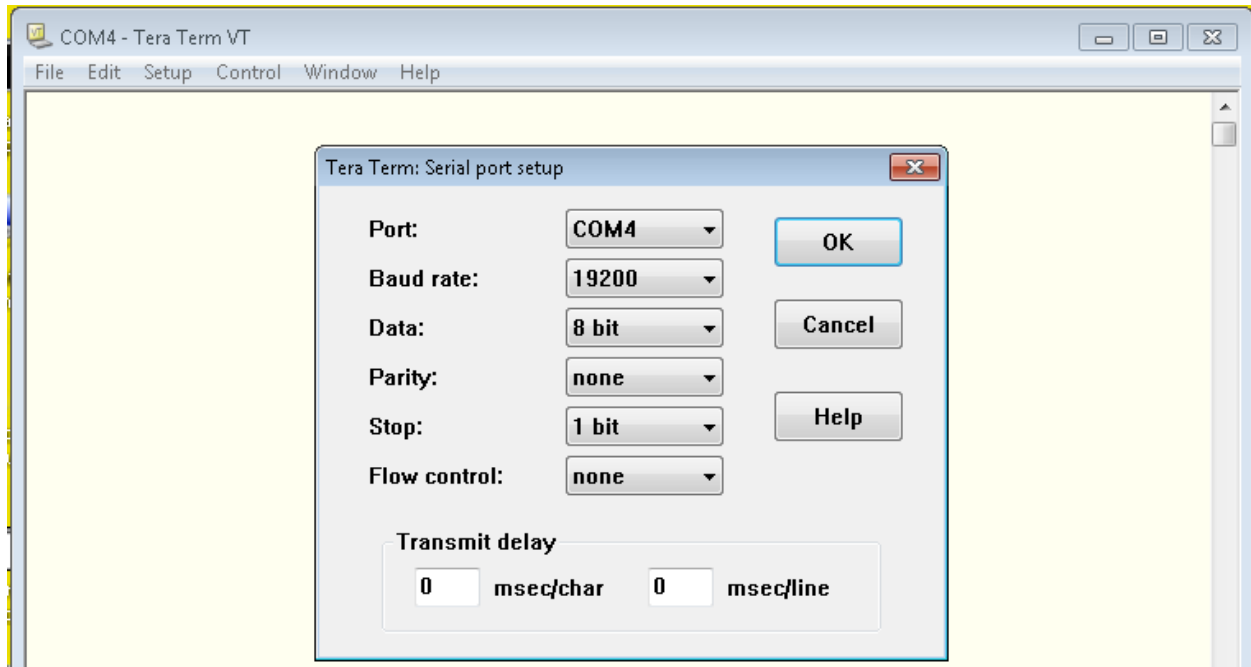 COM4 - Tera Term VT
File Edit Setup Control Window Help
Tera Term: Serial port setup
Port: COM4 OK
Baud rate: 19200
Data: 8 bit Cancel
Parity: none
Stop: 1 bit Help
Flow control: none
Transmit delay
0 msec/char 0 msec/line